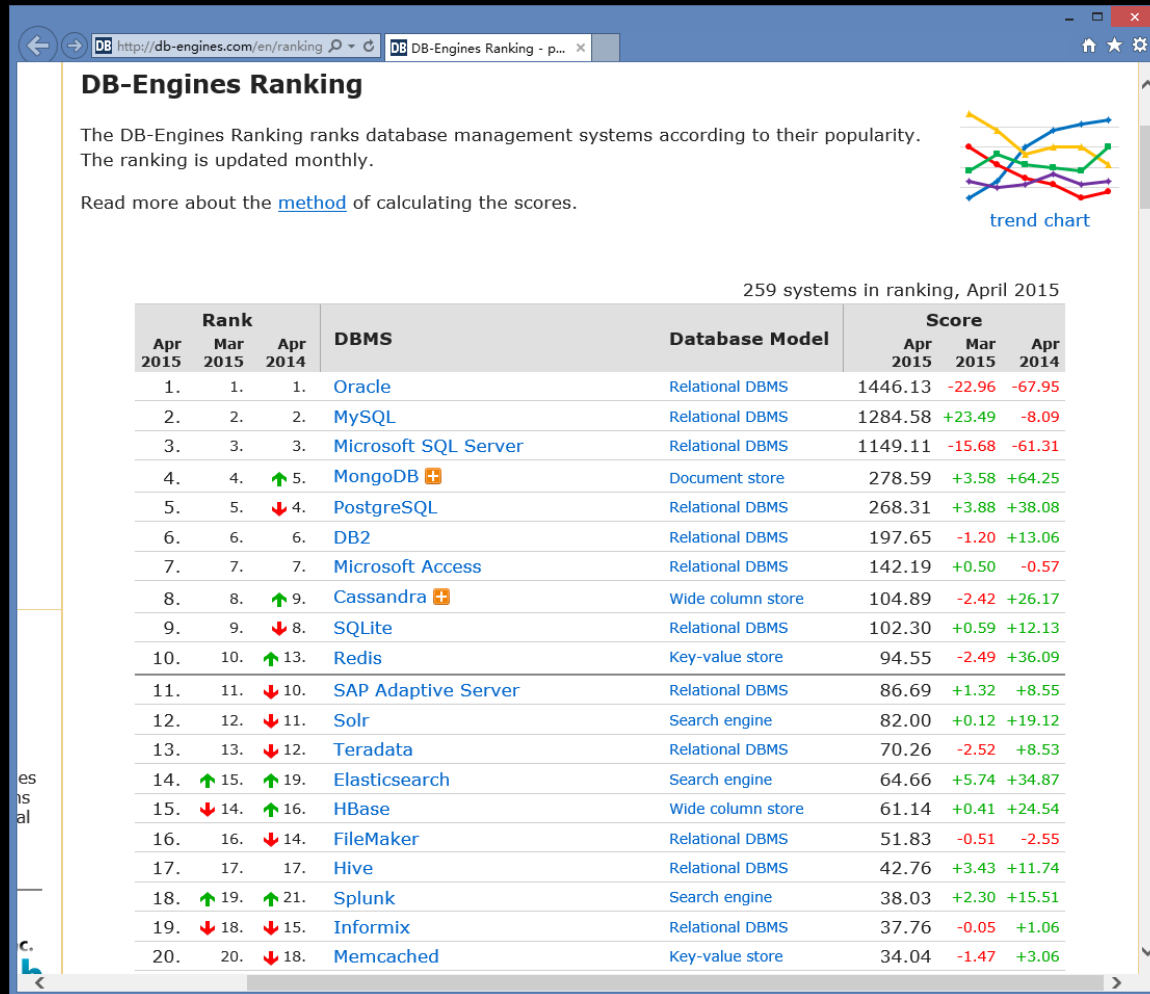 http://db-engines.com/en/ranking
DB DB-Engines Ranking - p...
DB-Engines Ranking
The DB-Engines Ranking ranks database management systems according to their popularity.
The ranking is updated monthly.
Read more about the method of calculating the scores.
trend chart
259 systems in ranking, April 2015
Rank DBMS Database Model Score
Apr 2015 Mar 2015 Apr 2014 Apr 2015 Mar 2015 Apr 2014
1. 1. 1. Oracle Relational DBMS 1446.13 -22.96 -67.95
2. 2. 2. MySQL Relational DBMS 1284.58 +23.49 -8.09
3. 3. 3. Microsoft SQL Server Relational DBMS 1149.11 -15.68 -61.31
4. 4. 5. MongoDB Document store 278.59 +3.58 +64.25
5. 5. 4. PostgreSQL Relational DBMS 268.31 +3.88 +38.08
6. 6. 6. DB2 Relational DBMS 197.65 -1.20 +13.06
7. 7. 7. Microsoft Access Relational DBMS 142.19 +0.50 -0.57
8. 8. 9. Cassandra Wide column store 104.89 -2.42 +26.17
9. 9. 8. SQLite Relational DBMS 102.30 +0.59 +12.13
10. 10. 13. Redis Key-value store 94.55 -2.49 +36.09
11. 11. 10. SAP Adaptive Server Relational DBMS 86.69 +1.32 +8.55
12. 12. 11. Solr Search engine 82.00 +0.12 +19.12
13. 13. 12. Teradata Relational DBMS 70.26 -2.52 +8.53
14. 15. 19. Elasticsearch Search engine 64.66 +5.74 +34.87
15. 14. 16. HBase Wide column store 61.14 +0.41 +24.54
16. 16. 14. FileMaker Relational DBMS 51.83 -0.51 -2.55
17. 17. 17. Hive Relational DBMS 42.76 +3.43 +11.74
18. 19. 21. Splunk Search engine 38.03 +2.30 +15.51
19. 18. 15. Informix Relational DBMS 37.76 -0.05 +1.06
20. 20. 18. Memcached Key-value store 34.04 -1.47 +3.06